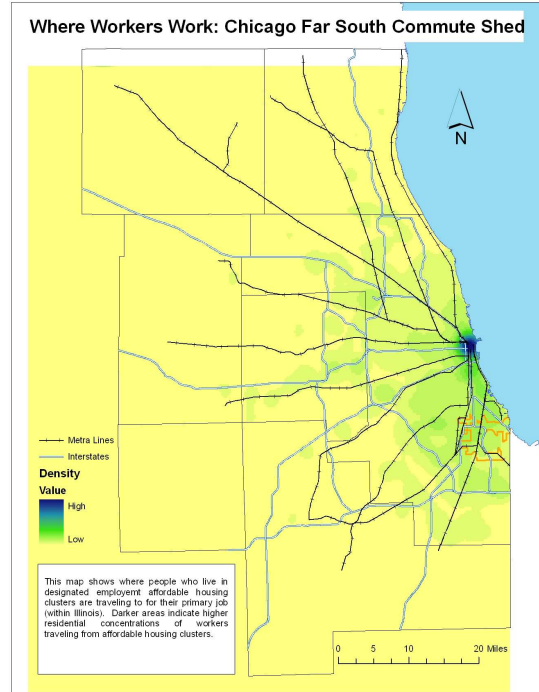 Where Workers Work: Chicago Far South Commute Shed
N
Metra Lines
Interstates
Density
Value
High
Low
This map shows where people who live in
designated employemt affordable housing
clusters are traveling to for their primary job
(within Illinois). Darker areas indicate higher
residential concentrations of workers
traveling from affordable housing clusters.
0 5 10 20 Miles